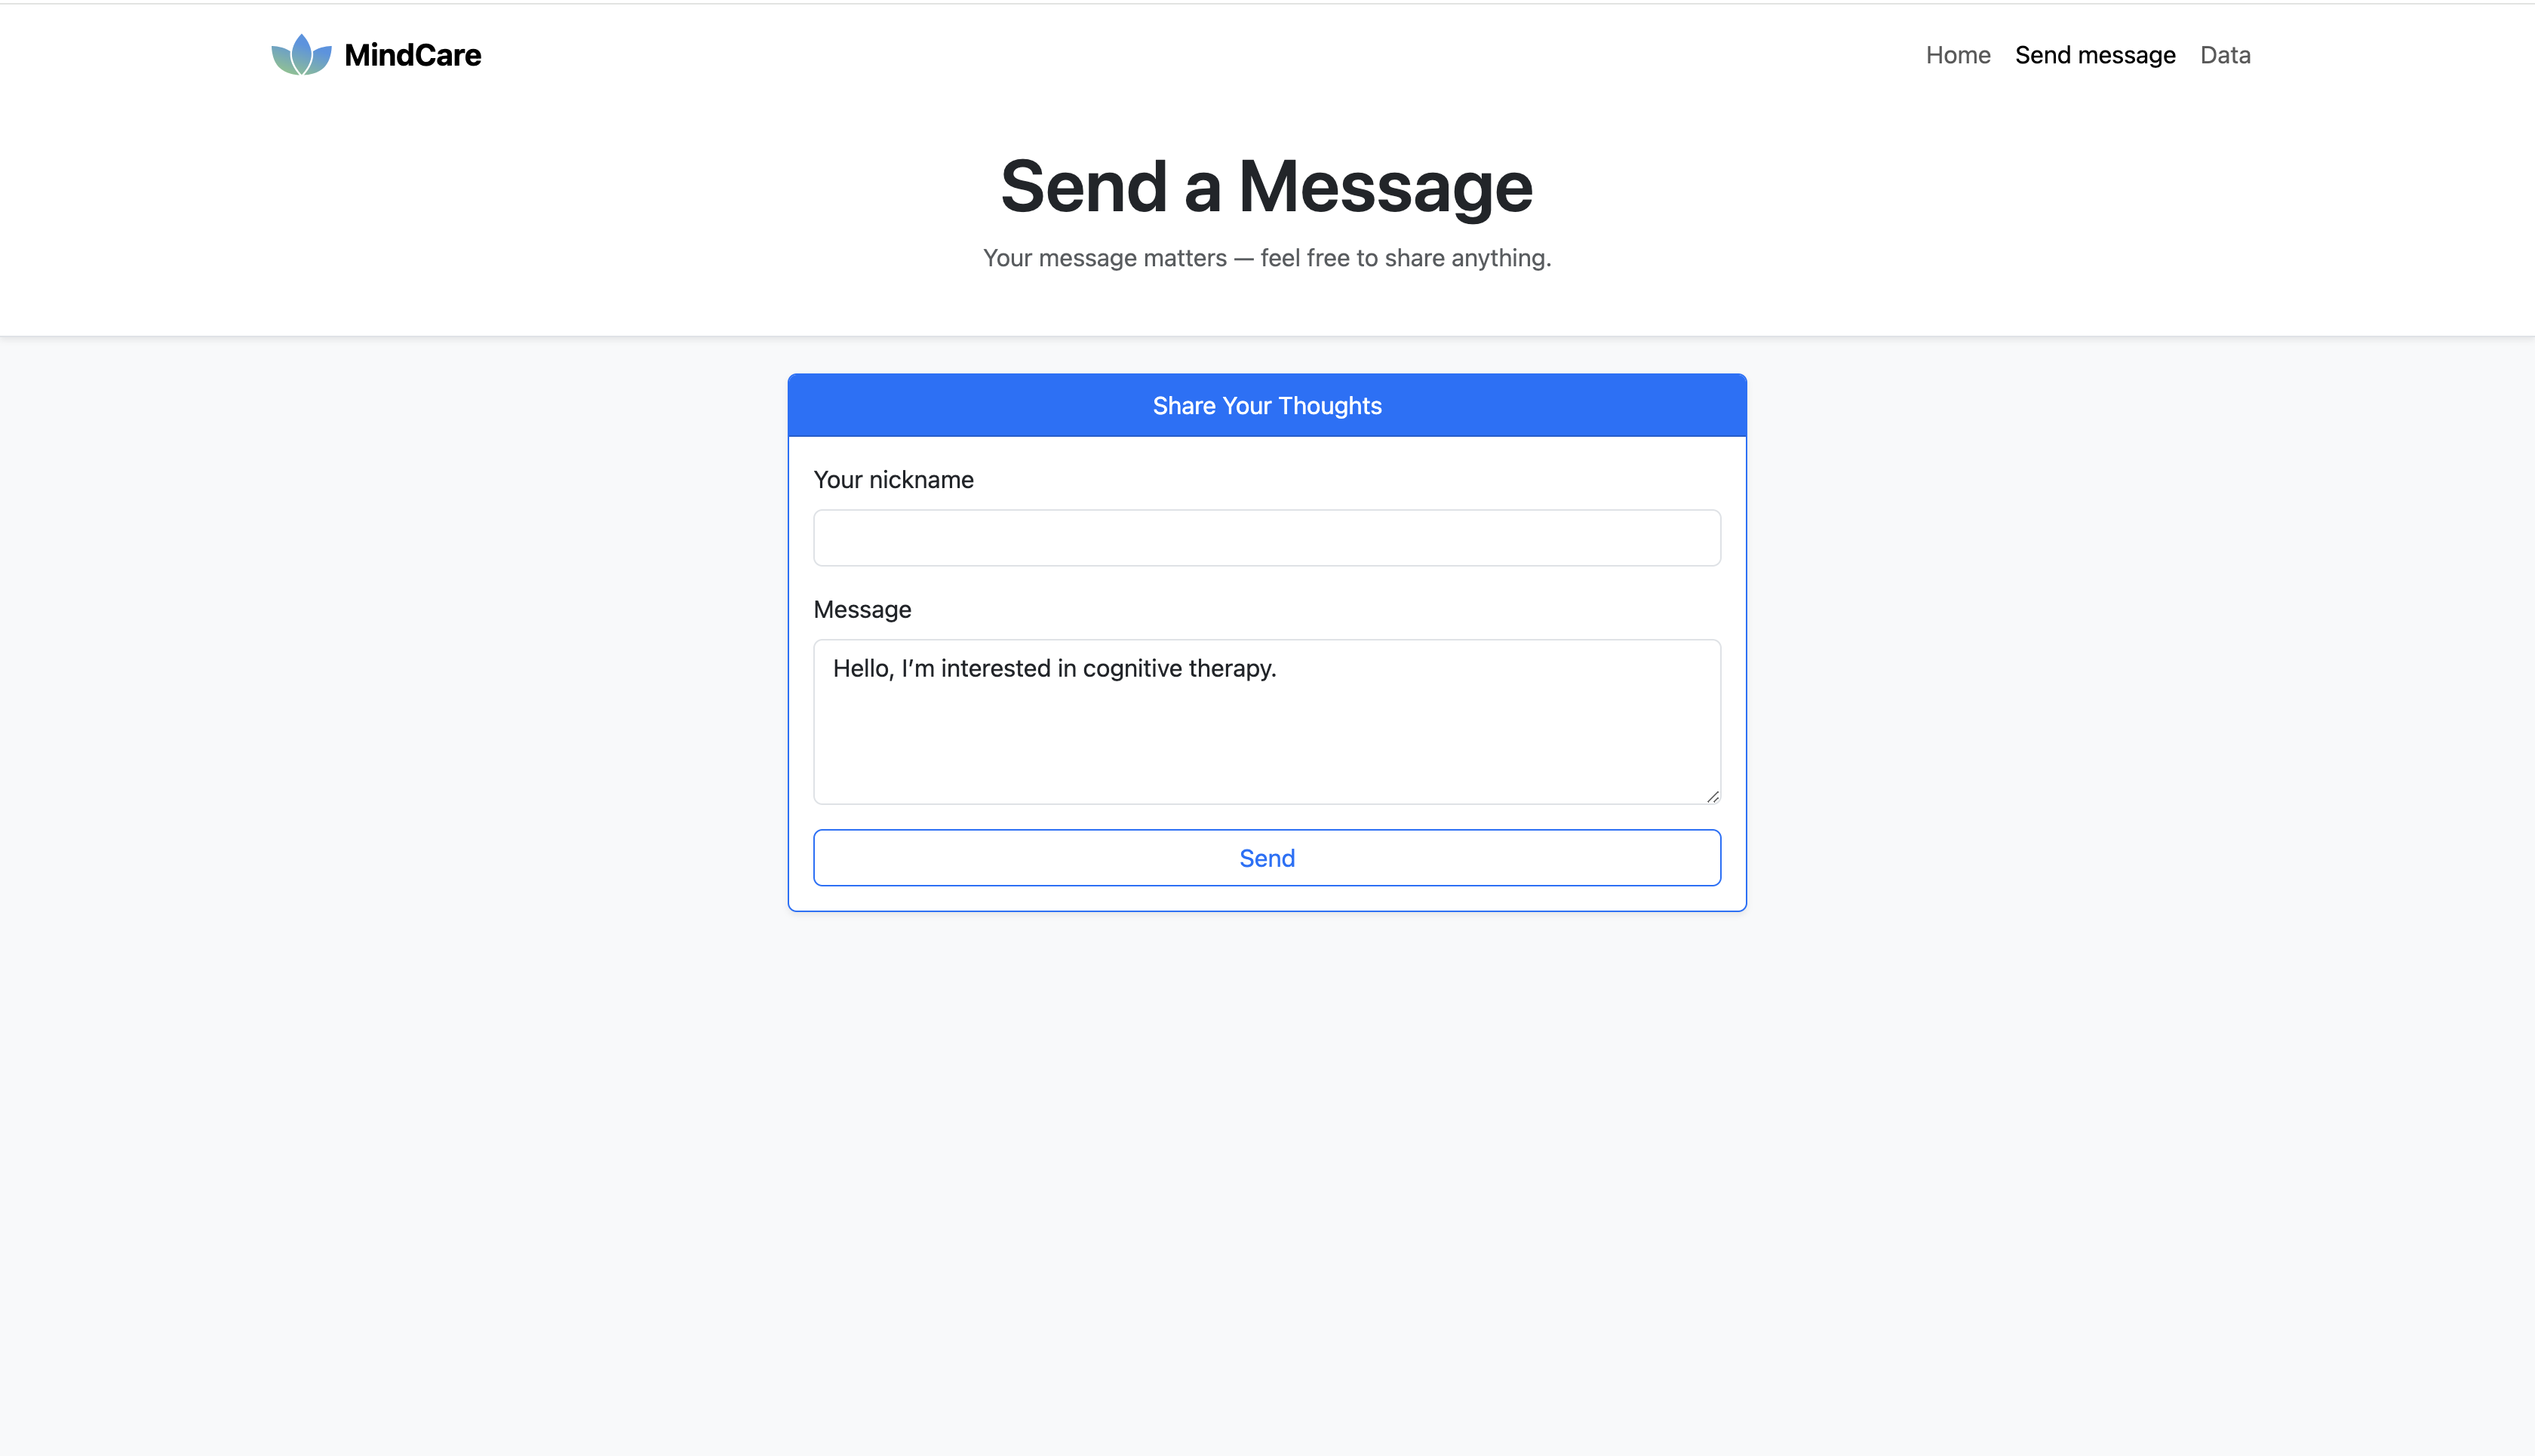 MindCare
Home
Send message
Data
Send a Message
Your message matters — feel free to share anything.
Share Your Thoughts
Your nickname
Message
Hello, I’m interested in cognitive therapy.
Send